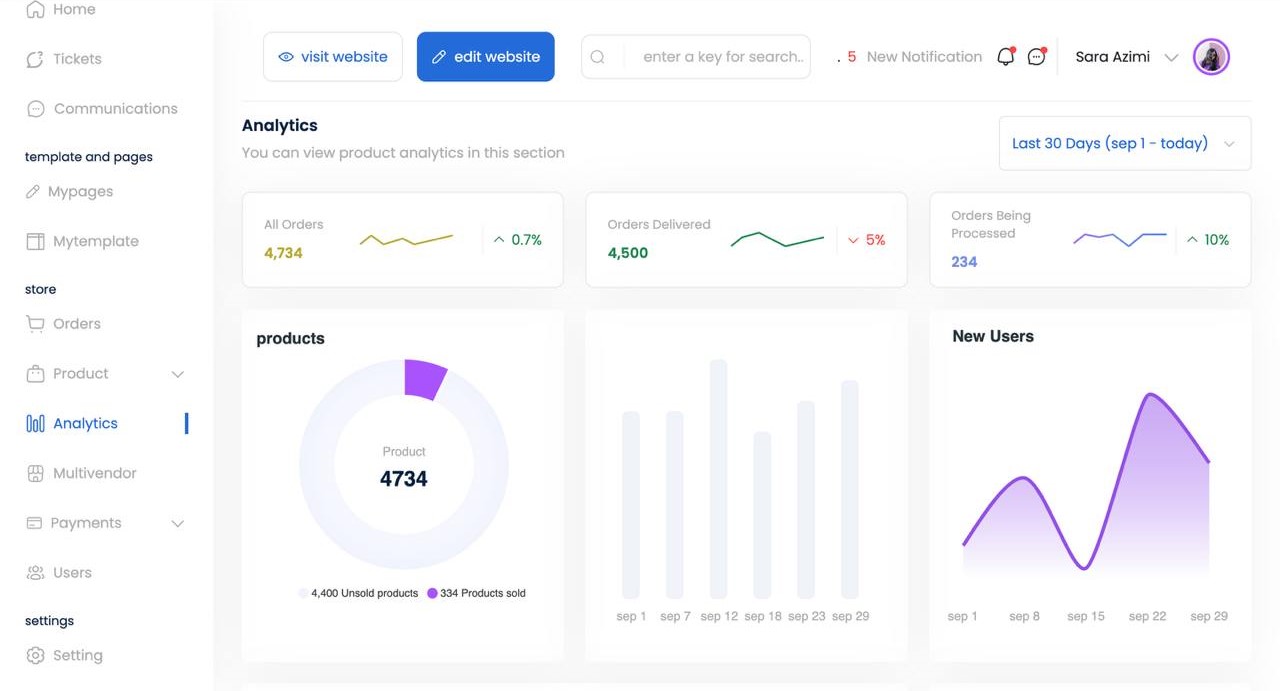 Home
Tickets
Communications
template and pages
Mypages
Mytemplate
store
Orders
Product
Analytics
Multivendor
Payments
Users
settings
Setting
visit website
edit website
enter a key for search..
. 5 New Notification
Sara Azimi
Analytics
You can view product analytics in this section
Last 30 Days (sep 1 - today)
All Orders
4,734
0.7%
Orders Delivered
4,500
5%
Orders Being
Processed
234
10%
products
Product
4734
4,400 Unsold products 334 Products sold
sep 1 sep 7 sep 12 sep 18 sep 23 sep 29
New Users
sep 1 sep 8 sep 15 sep 22 sep 29